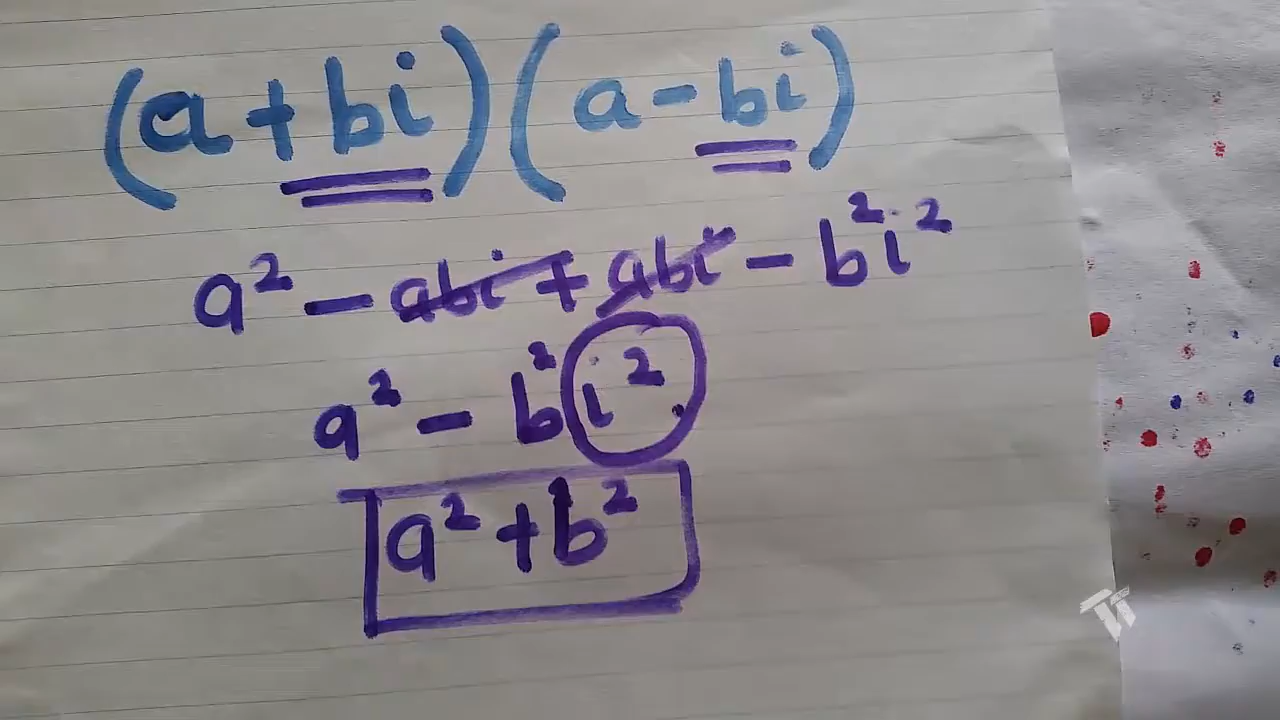 (a + bi) (a - bi)
a² - abi + abi - b²i²
a² - b²i²
a² + b²